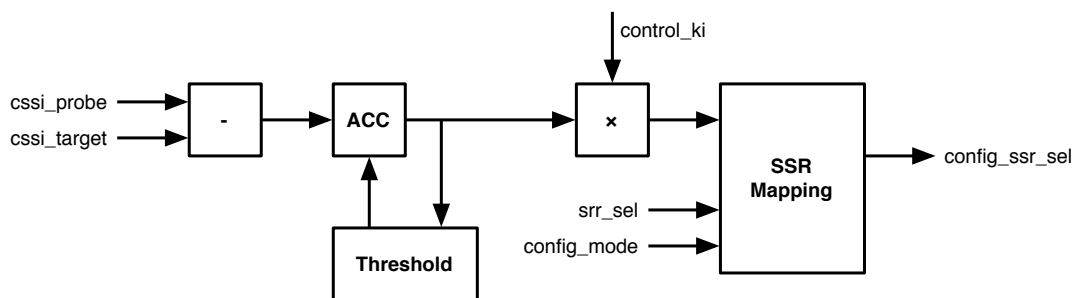 control_ki
cssi_probe
cssi_target
-
ACC
×
SSR
Mapping
config_ssr_sel
srr_sel
config_mode
Threshold